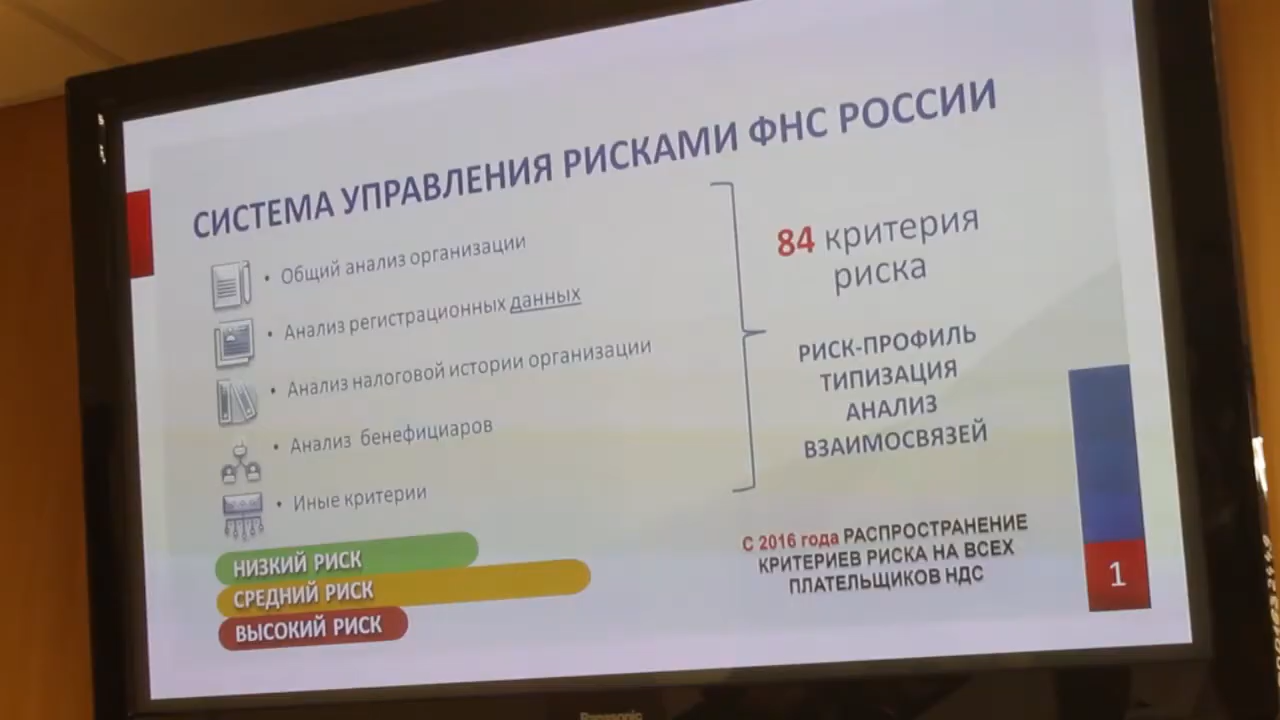 СИСТЕМА УПРАВЛЕНИЯ РИСКАМИ ФНС РОССИИ
• Общий анализ организации
• Анализ регистрационных данных
• Анализ налоговой истории организации
• Анализ бенефициаров
• Иные критерии
НИЗКИЙ РИСК
СРЕДНИЙ РИСК
ВЫСОКИЙ РИСК
84 критерия
риска
РИСК-ПРОФИЛЬ
ТИПИЗАЦИЯ
АНАЛИЗ
ВЗАИМОСВЯЗЕЙ
С 2016 года РАСПРОСТРАНЕНИЕ
КРИТЕРИЕВ РИСКА НА ВСЕХ
ПЛАТЕЛЬЩИКОВ НДС
1
Panasonic